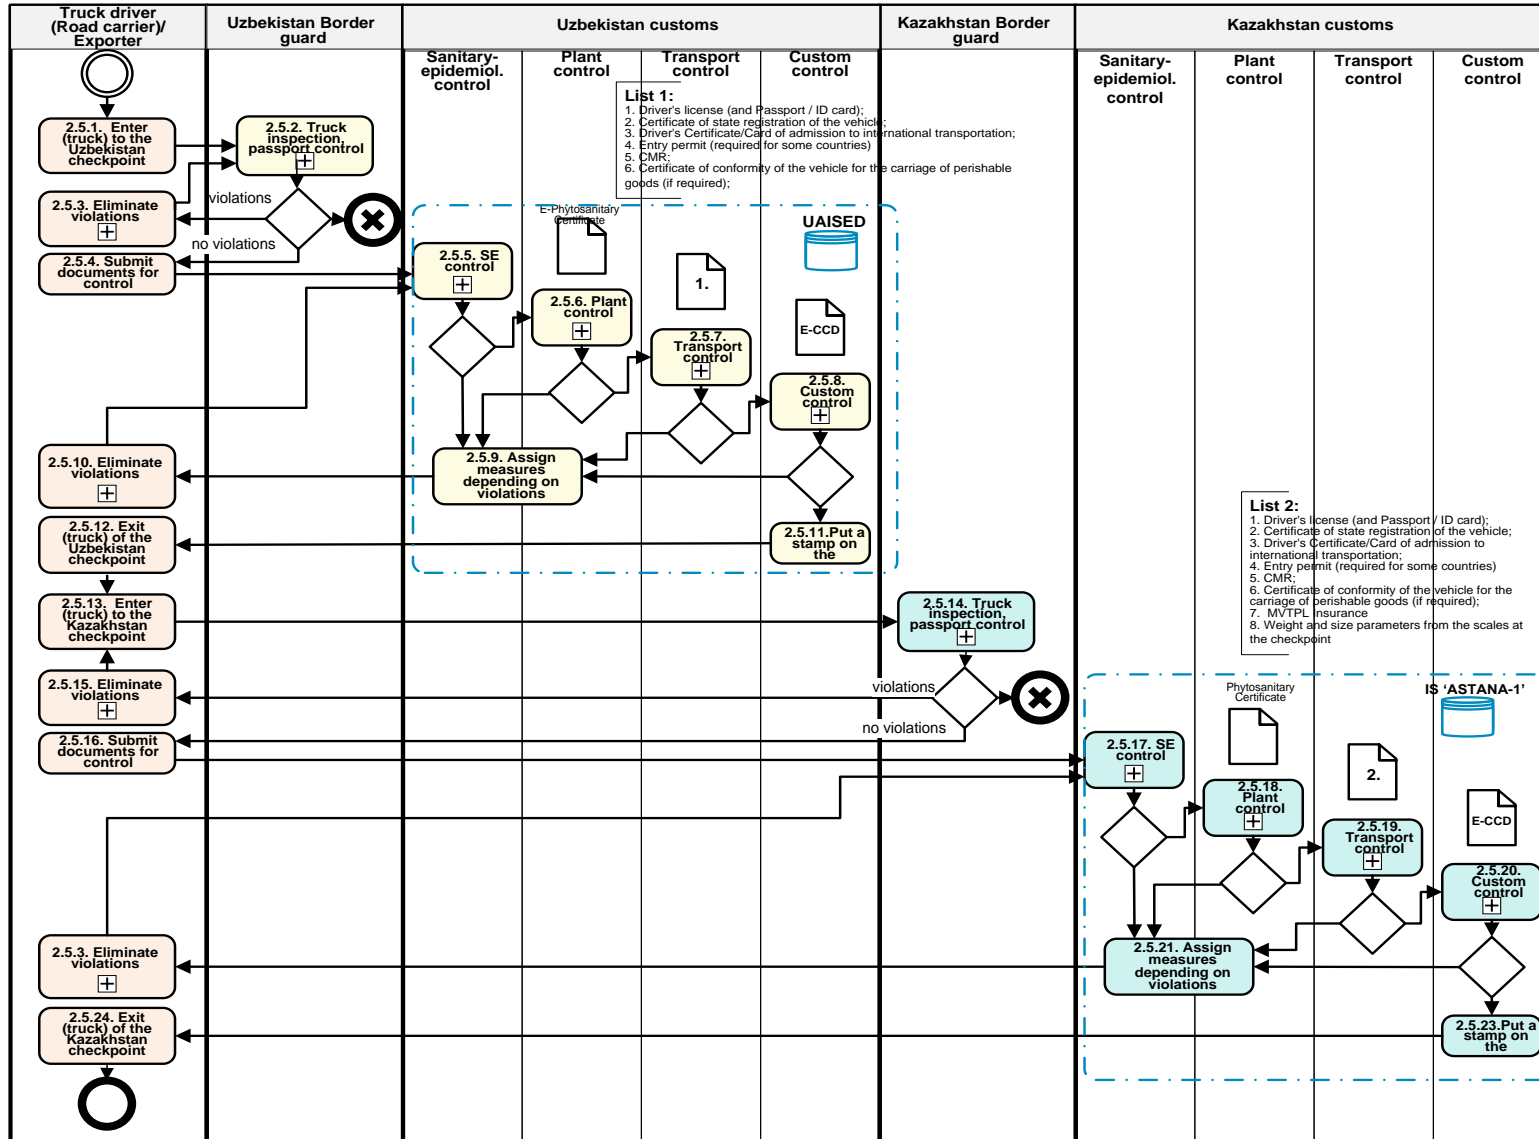 Truck driver
(Road carrier)/
Exporter
Uzbekistan Border
guard
Uzbekistan customs
Kazakhstan Border
guard
Kazakhstan customs
Sanitary-
epidemiol.
control
Plant
control
Transport
control
Custom
control
Sanitary-
epidemiol.
control
Plant
control
Transport
control
Custom
control
List 1:
1. Driver's license (and Passport / ID card);
2. Certificate of state registration of the vehicle;
3. Driver's Certificate/Card of admission to international transportation;
4. Entry permit (required for some countries)
5. CMR;
6. Certificate of conformity of the vehicle for the carriage of perishable
goods (if required);
2.5.1. Enter
(truck) to the
Uzbekistan
checkpoint
2.5.2. Truck
inspection,
passport control
2.5.3. Eliminate
violations
violations
no violations
2.5.4. Submit
documents for
control
E-Phytosanitary
Certificate
UAISED
2.5.5. SE
control
1.
2.5.6. Plant
control
E-CCD
2.5.7.
Transport
control
2.5.8.
Custom
control
2.5.9. Assign
measures
depending on
violations
2.5.10. Eliminate
violations
2.5.11.Put a
stamp on
the
2.5.12. Exit
(truck) of the
Uzbekistan
checkpoint
List 2:
1. Driver's license (and Passport / ID card);
2. Certificate of state registration of the vehicle;
3. Driver's Certificate/Card of admission to
international transportation;
4. Entry permit (required for some countries)
5. CMR;
6. Certificate of conformity of the vehicle for the
carriage of perishable goods (if required);
7. MVTPL Insurance
8. Weight and size parameters from the scales at
the checkpoint
2.5.13. Enter
(truck) to the
Kazakhstan
checkpoint
2.5.14. Truck
inspection,
passport control
2.5.15. Eliminate
violations
violations
no violations
2.5.16. Submit
documents for
control
Phytosanitary
Certificate
IS 'ASTANA-1'
2.5.17. SE
control
2.
2.5.18.
Plant
control
E-CCD
2.5.19.
Transport
control
2.5.20.
Custom
control
2.5.21. Assign
measures
depending on
violations
2.5.3. Eliminate
violations
2.5.23.Put a
stamp on
the
2.5.24. Exit
(truck) of the
Kazakhstan
checkpoint